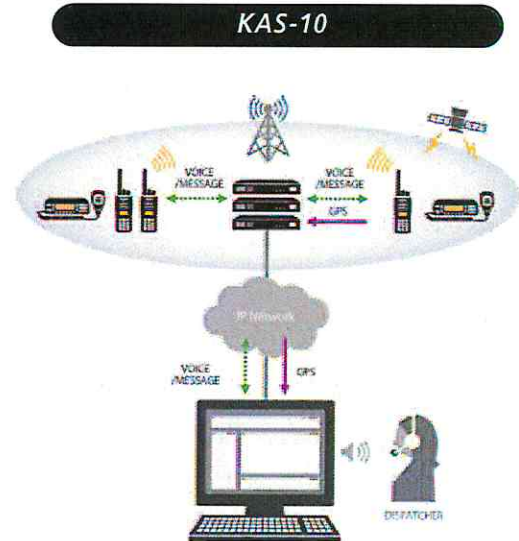 KAS-10
VOICE
/MESSAGE
VOICE
/MESSAGE
GPS
IP Network
VOICE
/MESSAGE
GPS
DISPATCHER